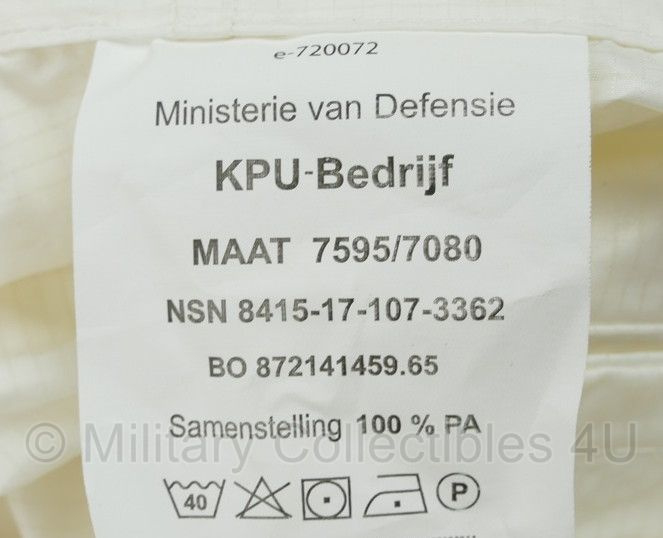 e-720072
Ministerie van Defensie
KPU-Bedrijf
MAAT 7595/7080
NSN 8415-17-107-3362
BO 872141459.65
Samenstelling 100 % PA
© Military Collectibles 4U
40 P